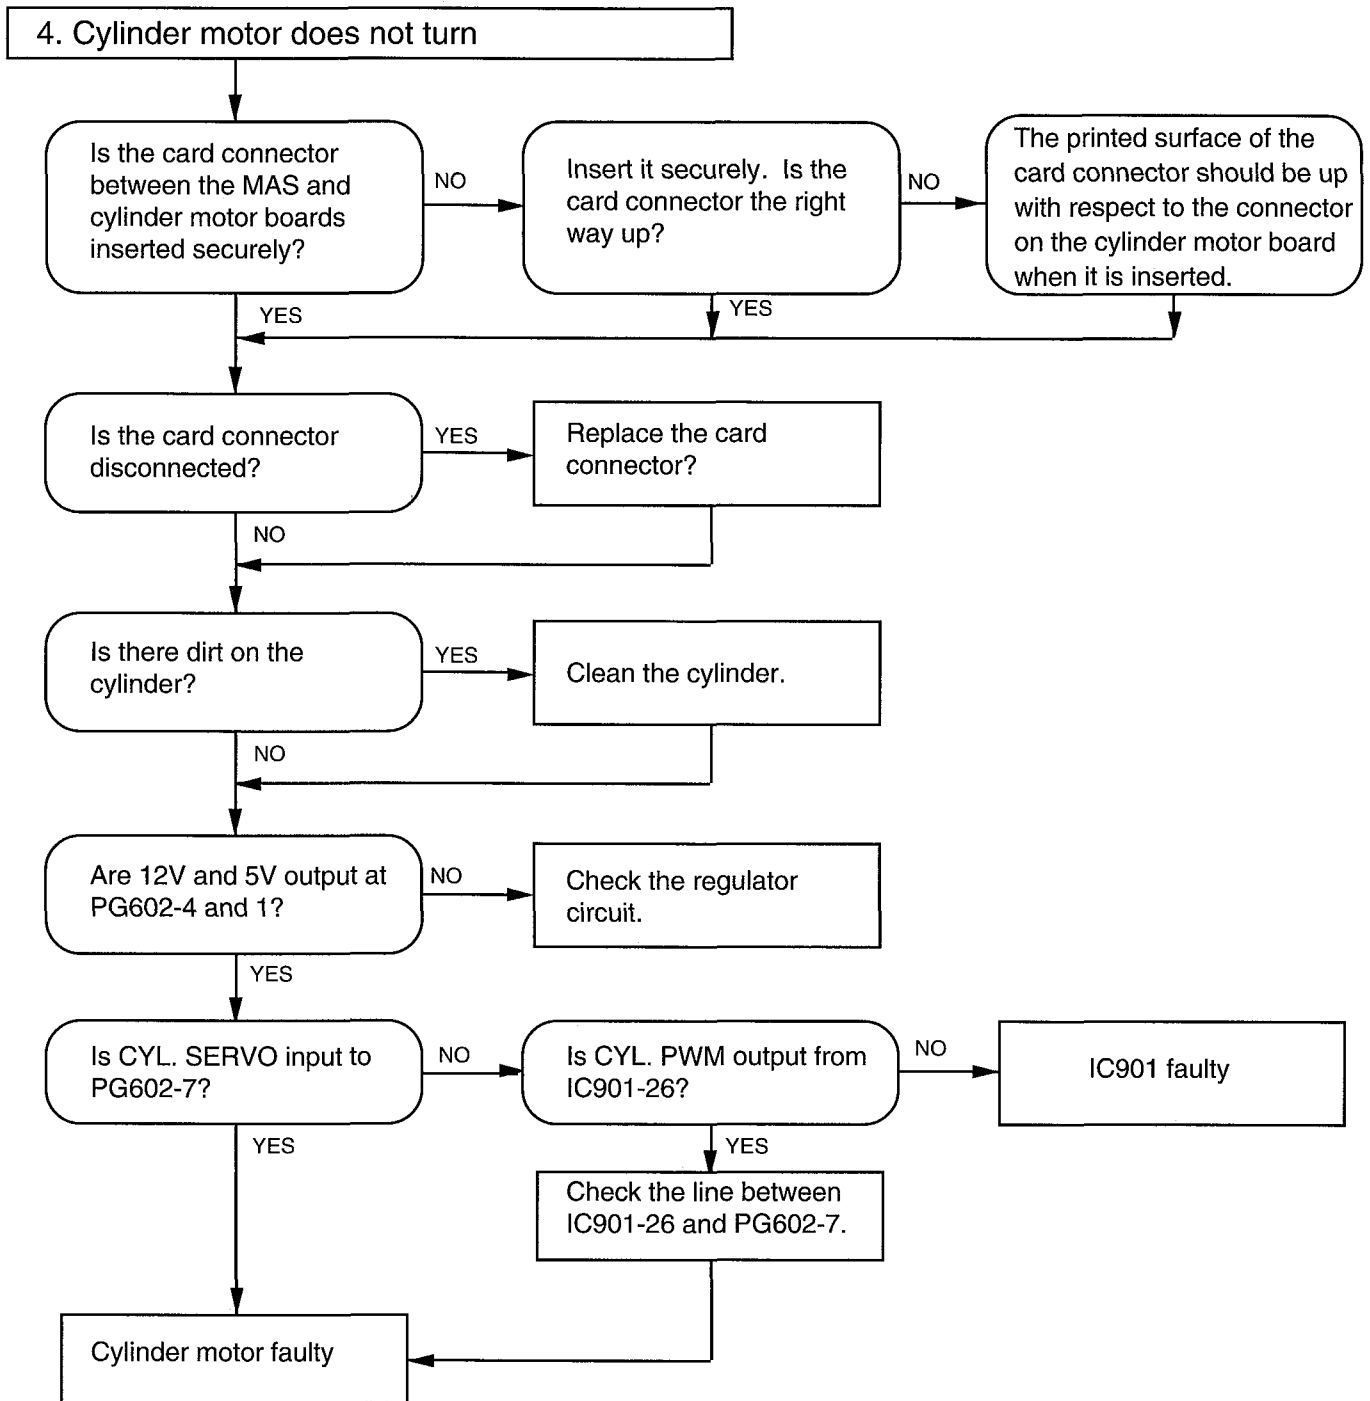 4. Cylinder motor does not turn
Is the card connector
between the MAS and
cylinder motor boards
inserted securely?
NO
Insert it securely.  Is the
card connector the right
way up?
NO
The printed surface of the
card connector should be up
with respect to the connector
on the cylinder motor board
when it is inserted.
YES
YES
Is the card connector
disconnected?
YES
Replace the card
connector?
NO
Is there dirt on the
cylinder?
YES
Clean the cylinder.
NO
Are 12V and 5V output at
PG602-4 and 1?
NO
Check the regulator
circuit.
YES
Is CYL. SERVO input to
PG602-7?
NO
Is CYL. PWM output from
IC901-26?
NO
IC901 faulty
YES
YES
Check the line between
IC901-26 and PG602-7.
Cylinder motor faulty